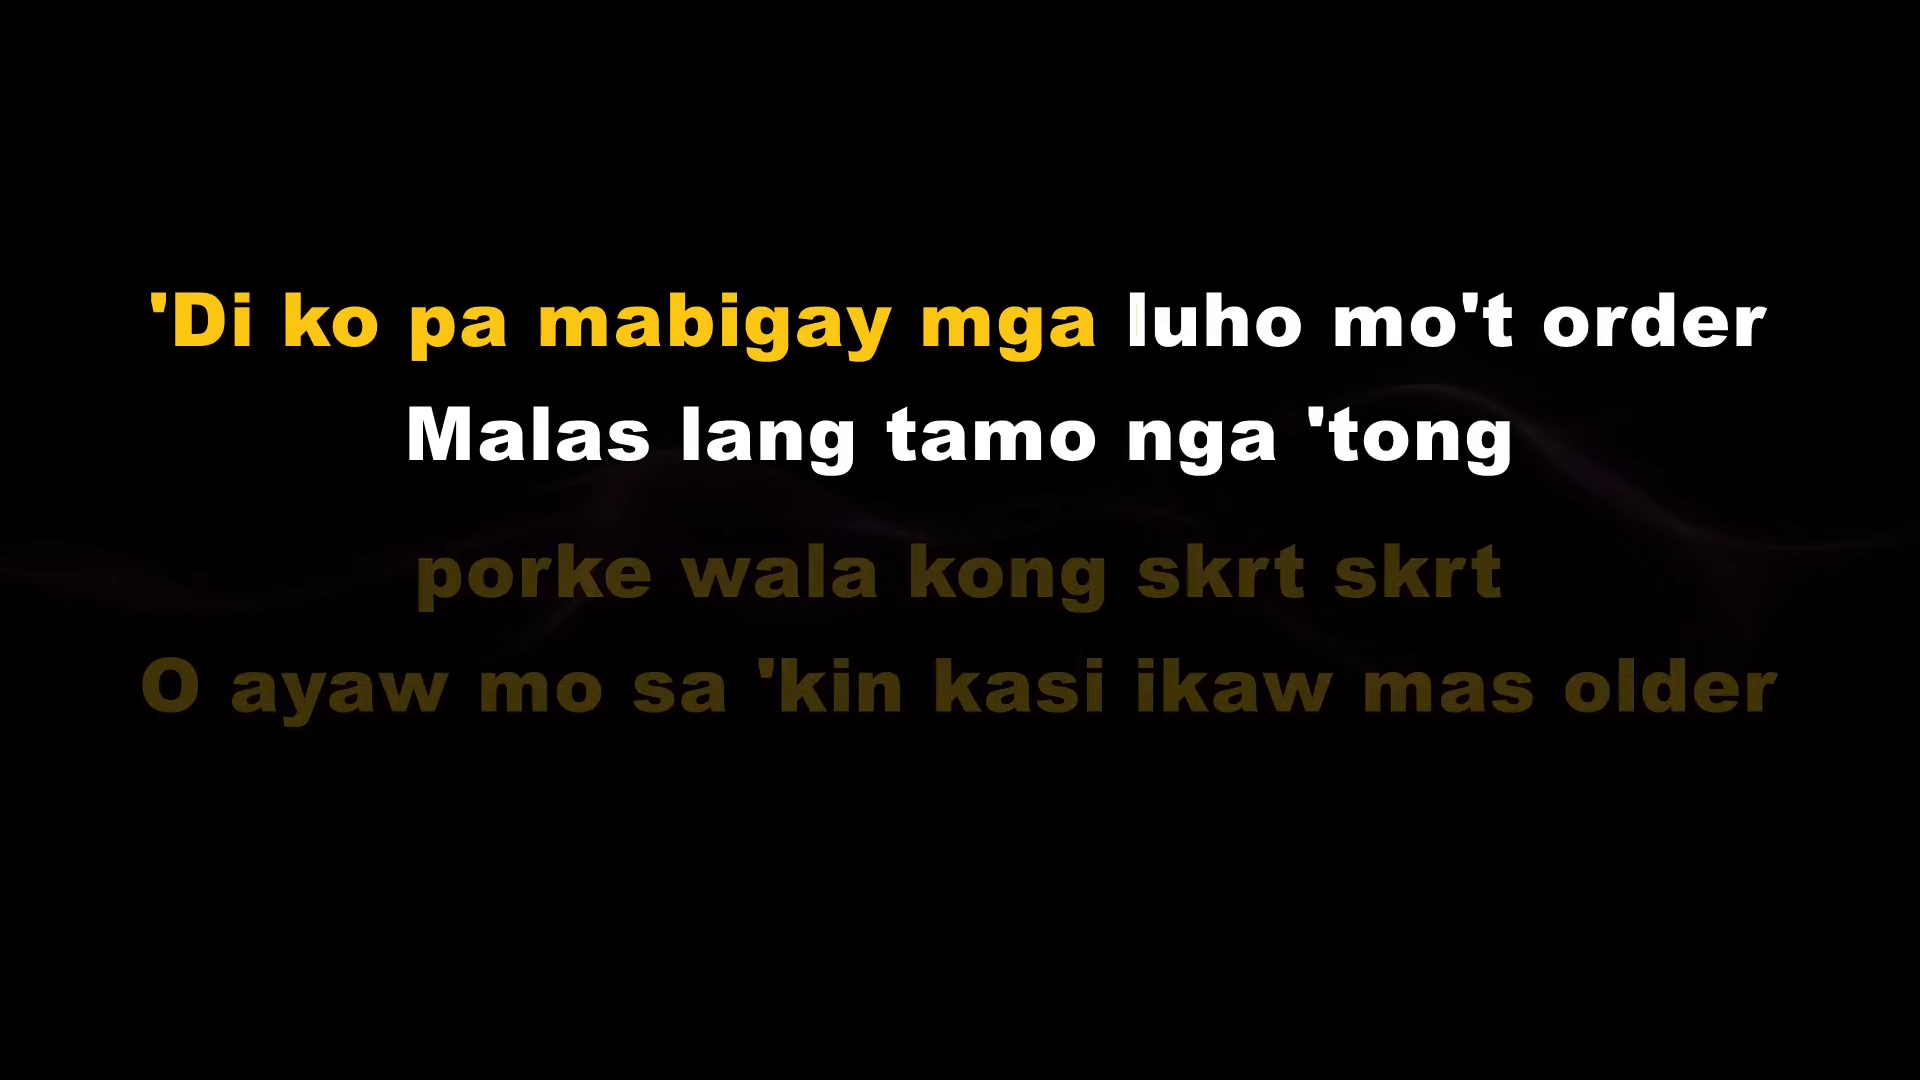 'Di ko pa mabigay mga luho mo't order
Malas lang tamo nga 'tong
porke wala kong skrt skrt
O ayaw mo sa 'kin kasi ikaw mas older